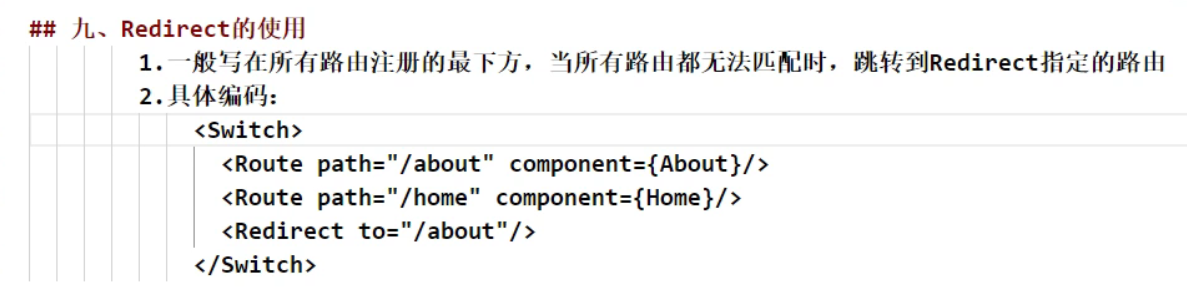 ## 九、Redirect的使用
1.一般写在所有路由注册的最下方，当所有路由都无法匹配时，跳转到Redirect指定的路由
2.具体编码：
<Switch>
<Route path="/about" component={About}/>
<Route path="/home" component={Home}/>
<Redirect to="/about"/>
</Switch>